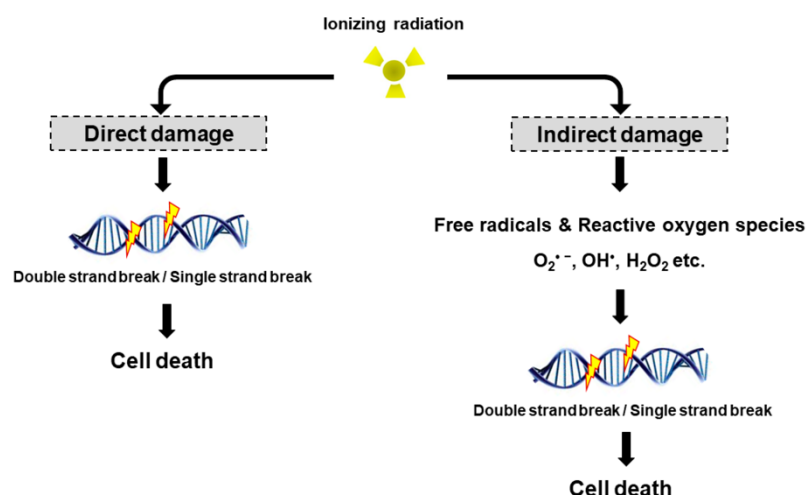 Ionizing radiation
Direct damage
Indirect damage
Double strand break / Single strand break
Cell death
Free radicals & Reactive oxygen species
O₂•⁻, OH•, H₂O₂ etc.
Double strand break / Single strand break
Cell death